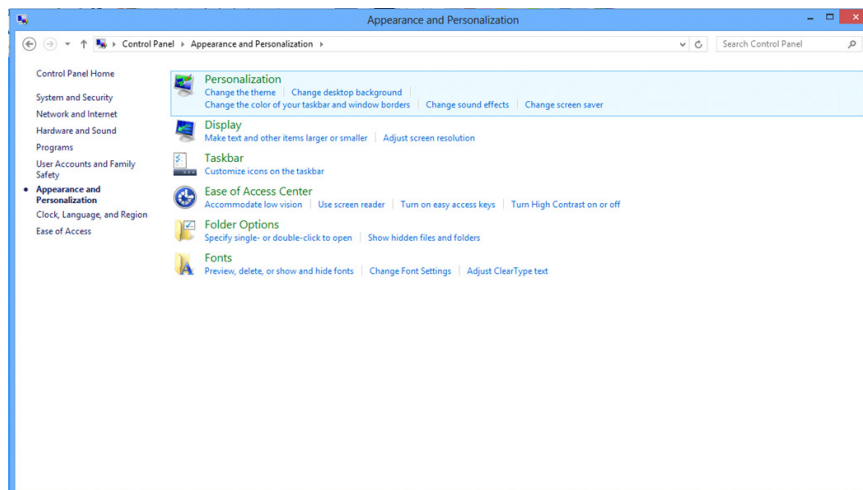 Appearance and Personalization
Control Panel Appearance and Personalization
Search Control Panel
Control Panel Home
System and Security
Network and Internet
Hardware and Sound
Programs
User Accounts and Family
Safety
Appearance and
Personalization
Clock, Language, and Region
Ease of Access
Personalization
Change the theme Change desktop background
Change the color of your taskbar and window borders Change sound effects Change screen saver
Display
Make text and other items larger or smaller Adjust screen resolution
Taskbar
Customize icons on the taskbar
Ease of Access Center
Accommodate low vision Use screen reader Turn on easy access keys Turn High Contrast on or off
Folder Options
Specify single- or double-click to open Show hidden files and folders
Fonts
Preview, delete, or show and hide fonts Change Font Settings Adjust ClearType text